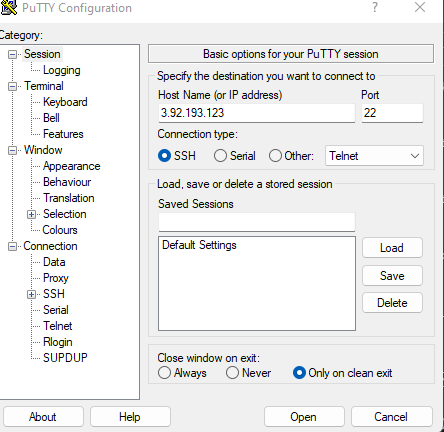 PuTTY Configuration ? ×
Category:
Session
Logging
Terminal
Keyboard
Bell
Features
Window
Appearance
Behaviour
Translation
Selection
Colours
Connection
Data
Proxy
SSH
Serial
Telnet
Rlogin
SUPDUP
Basic options for your PuTTY session
Specify the destination you want to connect to
Host Name (or IP address) Port
3.92.193.123 22
Connection type:
SSH Serial Other: Telnet
Load, save or delete a stored session
Saved Sessions
Default Settings
Load
Save
Delete
Close window on exit:
Always Never Only on clean exit
About Help Open Cancel